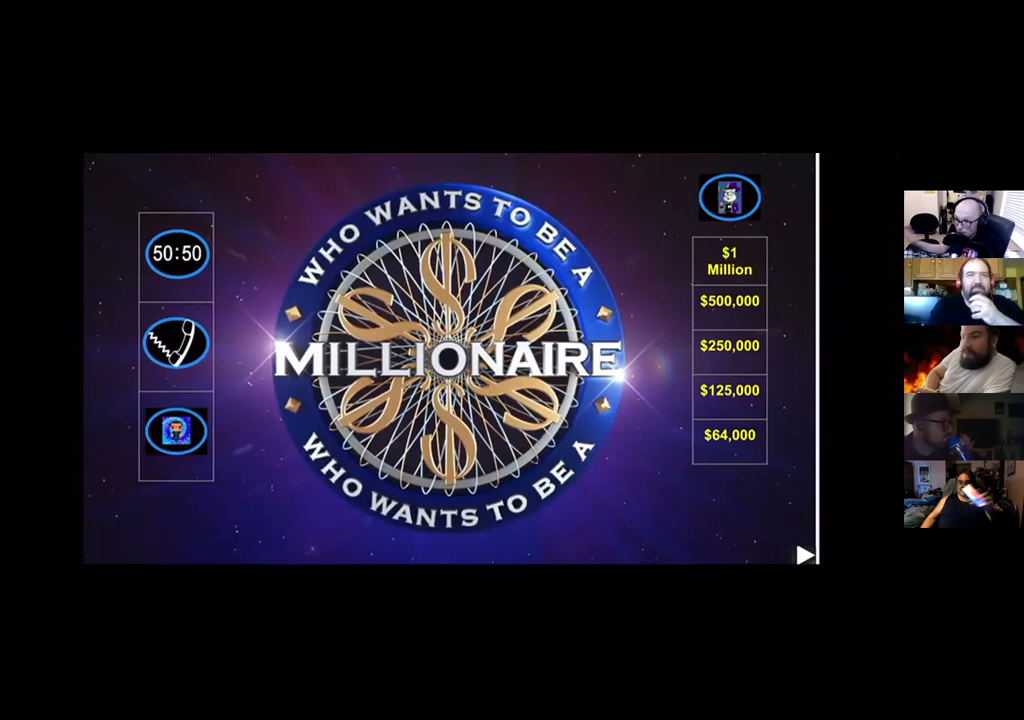 WHO WANTS TO BE A
MILLIONAIRE
WHO WANTS TO BE A
50:50
$1
Million
$500,000
$250,000
$125,000
$64,000